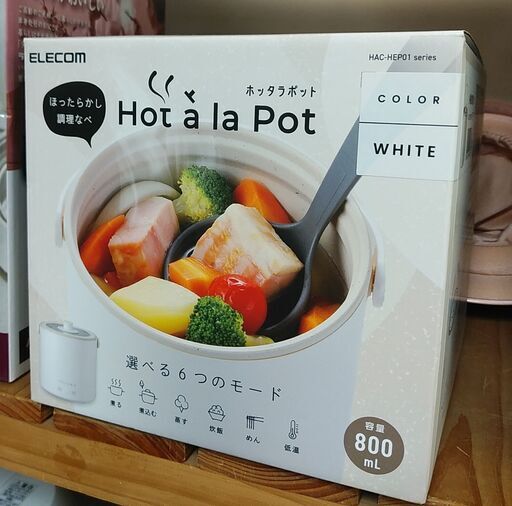 ELECOM
HAC-HEP01 series
ほったらかし
調理なべ
ホッタラポット
Hot à la Pot
COLOR
WHITE
選べる6つのモード
煮る
煮込む
蒸す
炊飯
めん
低温
容量
800
mL